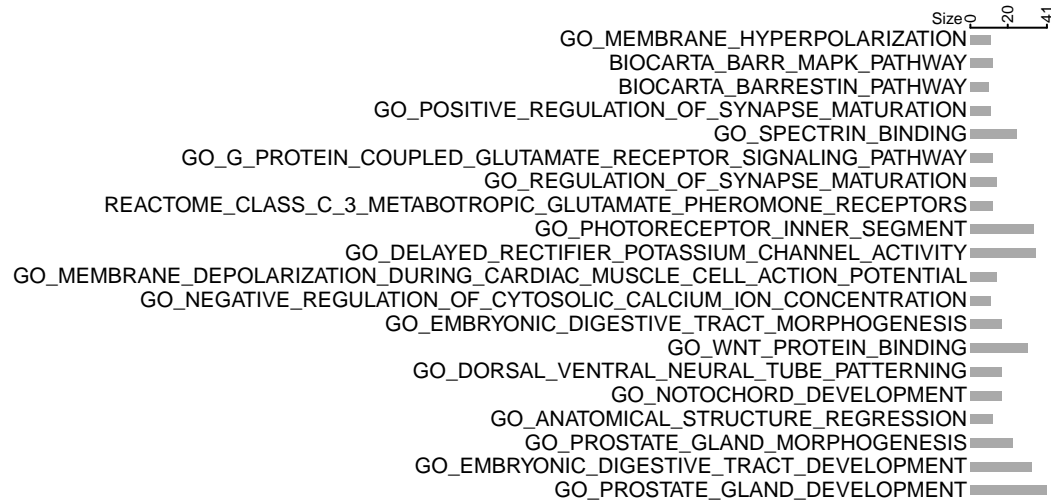 Size 0 20 41
GO_MEMBRANE_HYPERPOLARIZATION
BIOCARTA_BARR_MAPK_PATHWAY
BIOCARTA_BARRESTIN_PATHWAY
GO_POSITIVE_REGULATION_OF_SYNAPSE_MATURATION
GO_SPECTRIN_BINDING
GO_G_PROTEIN_COUPLED_GLUTAMATE_RECEPTOR_SIGNALING_PATHWAY
GO_REGULATION_OF_SYNAPSE_MATURATION
REACTOME_CLASS_C_3_METABOTROPIC_GLUTAMATE_PHEROMONE_RECEPTORS
GO_PHOTORECEPTOR_INNER_SEGMENT
GO_DELAYED_RECTIFIER_POTASSIUM_CHANNEL_ACTIVITY
GO_MEMBRANE_DEPOLARIZATION_DURING_CARDIAC_MUSCLE_CELL_ACTION_POTENTIAL
GO_NEGATIVE_REGULATION_OF_CYTOSOLIC_CALCIUM_ION_CONCENTRATION
GO_EMBRYONIC_DIGESTIVE_TRACT_MORPHOGENESIS
GO_WNT_PROTEIN_BINDING
GO_DORSAL_VENTRAL_NEURAL_TUBE_PATTERNING
GO_NOTOCHORD_DEVELOPMENT
GO_ANATOMICAL_STRUCTURE_REGRESSION
GO_PROSTATE_GLAND_MORPHOGENESIS
GO_EMBRYONIC_DIGESTIVE_TRACT_DEVELOPMENT
GO_PROSTATE_GLAND_DEVELOPMENT